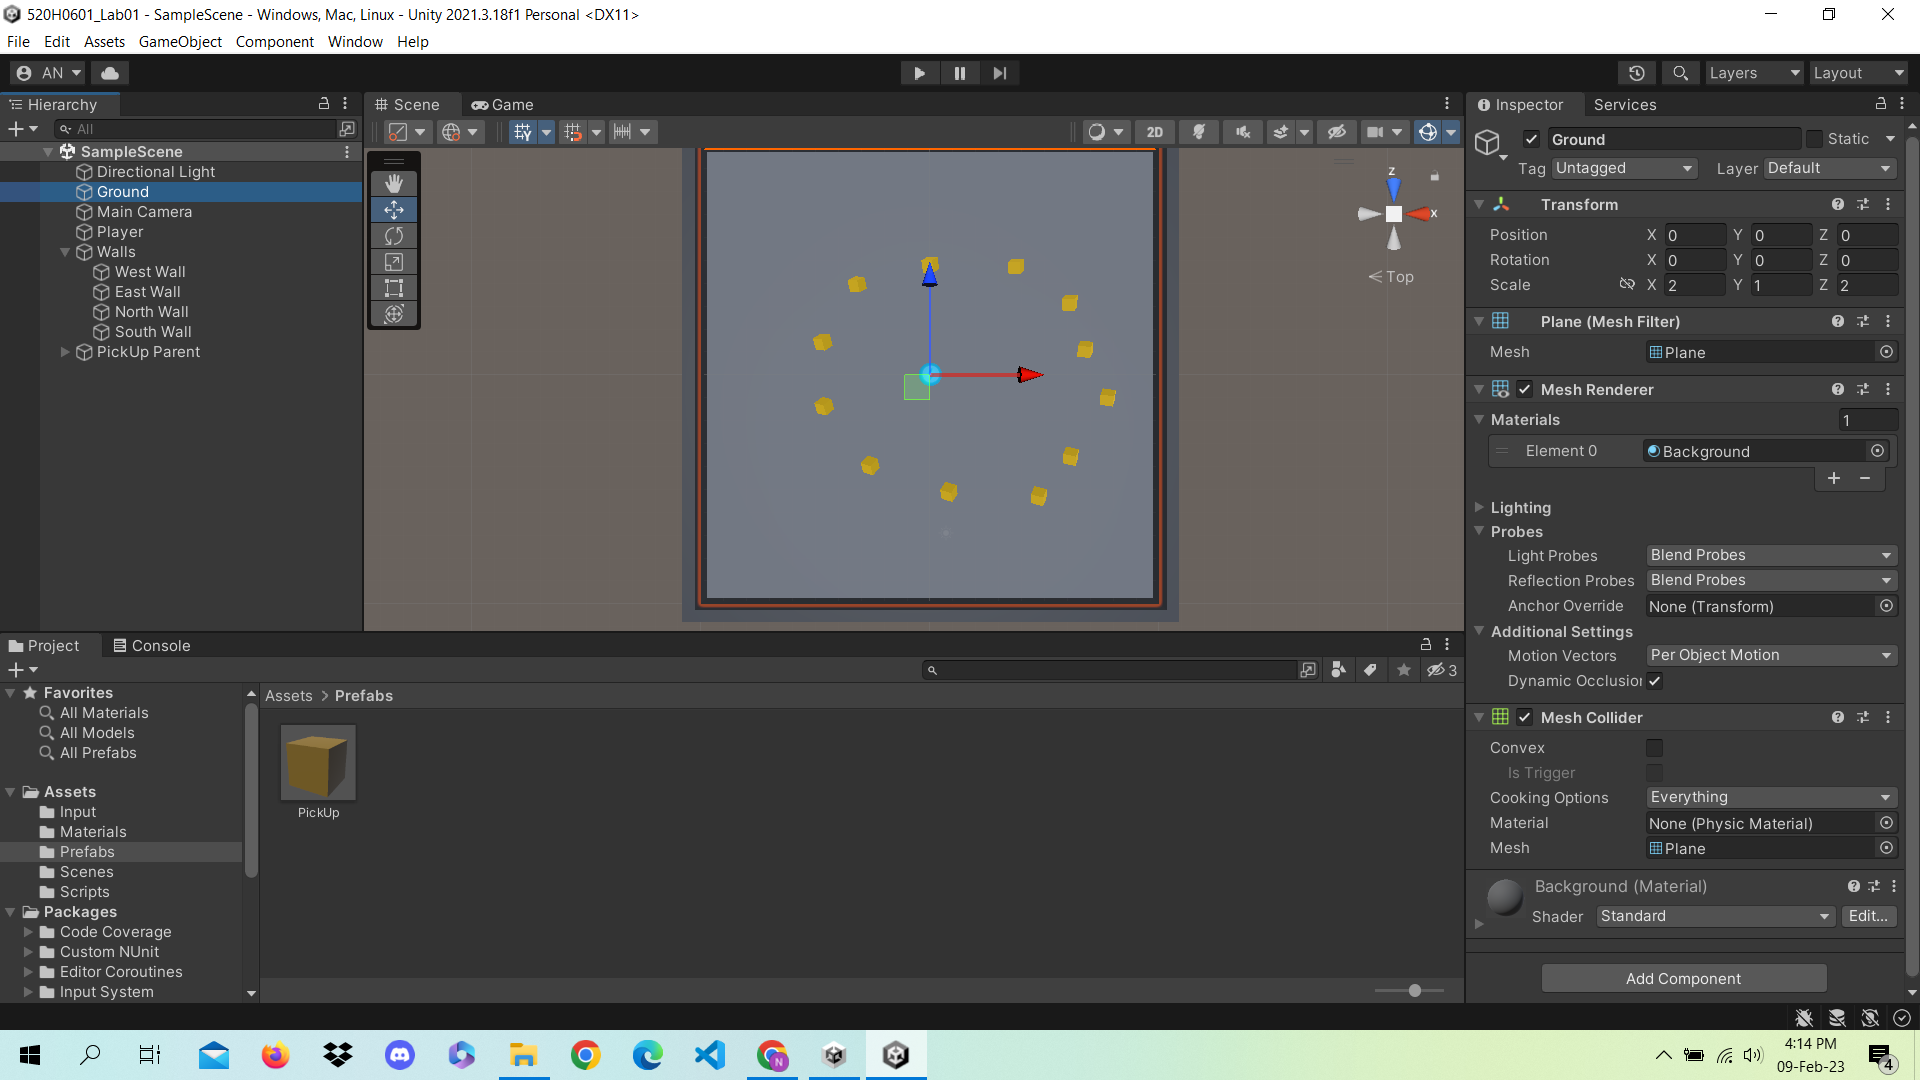 520H0601_Lab01 - SampleScene - Windows, Mac, Linux - Unity 2021.3.18f1 Personal <DX11>
File Edit Assets GameObject Component Window Help
AN
Layers
Layout
Hierarchy
All
SampleScene
Directional Light
Ground
Main Camera
Player
Walls
West Wall
East Wall
North Wall
South Wall
PickUp Parent
Scene
Game
2D
z
x
Top
Inspector
Services
Ground
Static
Tag Untagged
Layer Default
Transform
Position X 0 Y 0 Z 0
Rotation X 0 Y 0 Z 0
Scale X 2 Y 1 Z 2
Plane (Mesh Filter)
Mesh Plane
Mesh Renderer
Materials 1
Element 0 Background
Lighting
Probes
Light Probes Blend Probes
Reflection Probes Blend Probes
Anchor Override None (Transform)
Additional Settings
Motion Vectors Per Object Motion
Dynamic Occlusion
Mesh Collider
Convex
Is Trigger
Cooking Options Everything
Material None (Physic Material)
Mesh Plane
Background (Material)
Shader Standard Edit...
Add Component
Project
Console
3
Favorites
All Materials
All Models
All Prefabs
Assets
Input
Materials
Prefabs
Scenes
Scripts
Packages
Code Coverage
Custom NUnit
Editor Coroutines
Input System
Assets > Prefabs
PickUp
N
4:14 PM
09-Feb-23
4